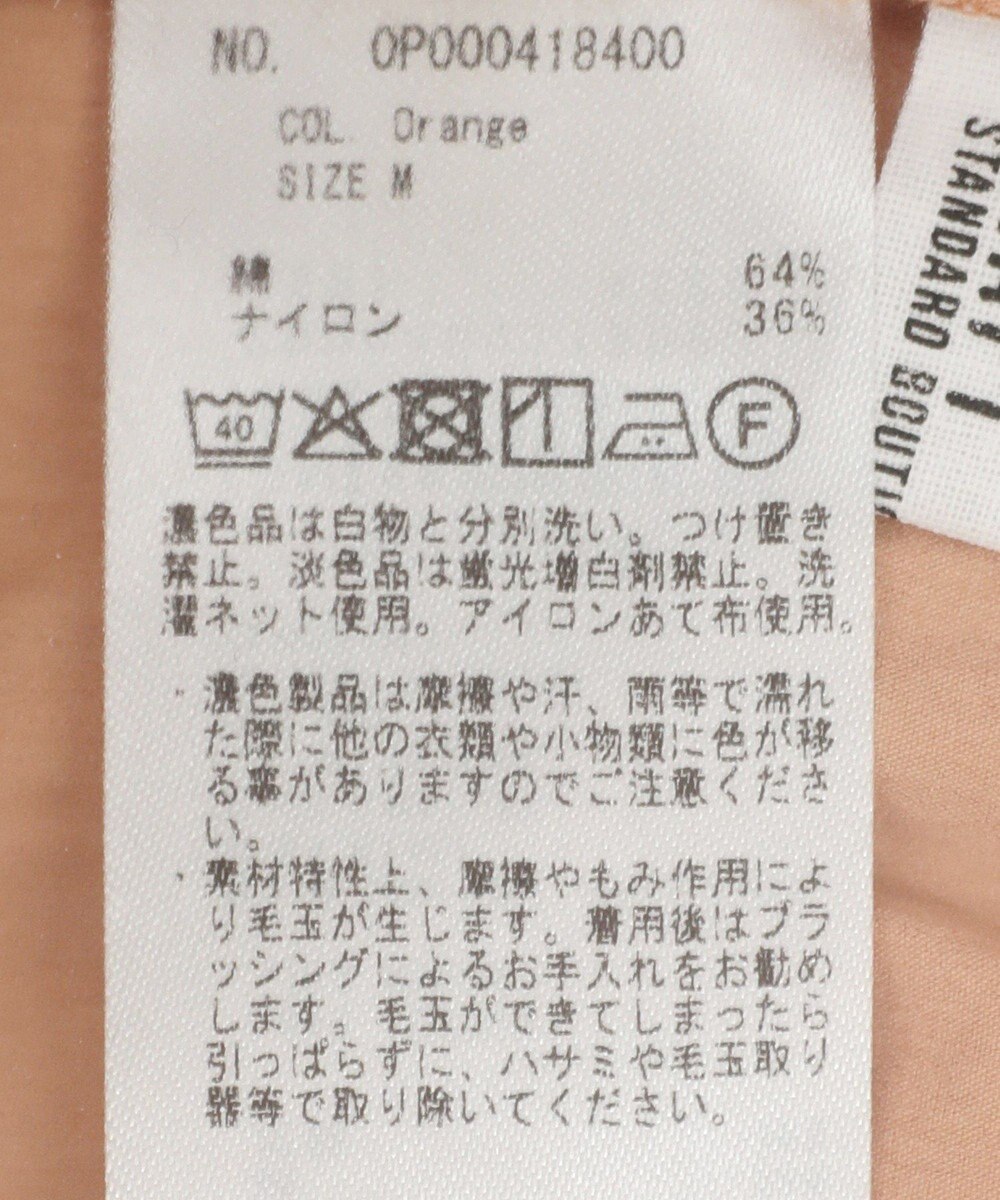 NO. OP000418400
COL. Orange
SIZE M
綿 64%
ナイロン 36%
40
F
濃色品は白物と分別洗い。つけ置き
禁止。淡色品は蛍光増白剤禁止。洗
濯ネット使用。アイロンあて布使用。
・濃色製品は摩擦や汗、雨等で濡れ
た際に他の衣類や小物類に色が移
る事がありますのでご注意くださ
い。
・素材特性上、摩擦やもみ作用によ
り毛玉が生じます。着用後はブラ
ッシングによるお手入れをお勧め
します。毛玉ができてしまったら
引っぱらずに、ハサミや毛玉取り
器等で取り除いてください。
STANDARD BOUTI